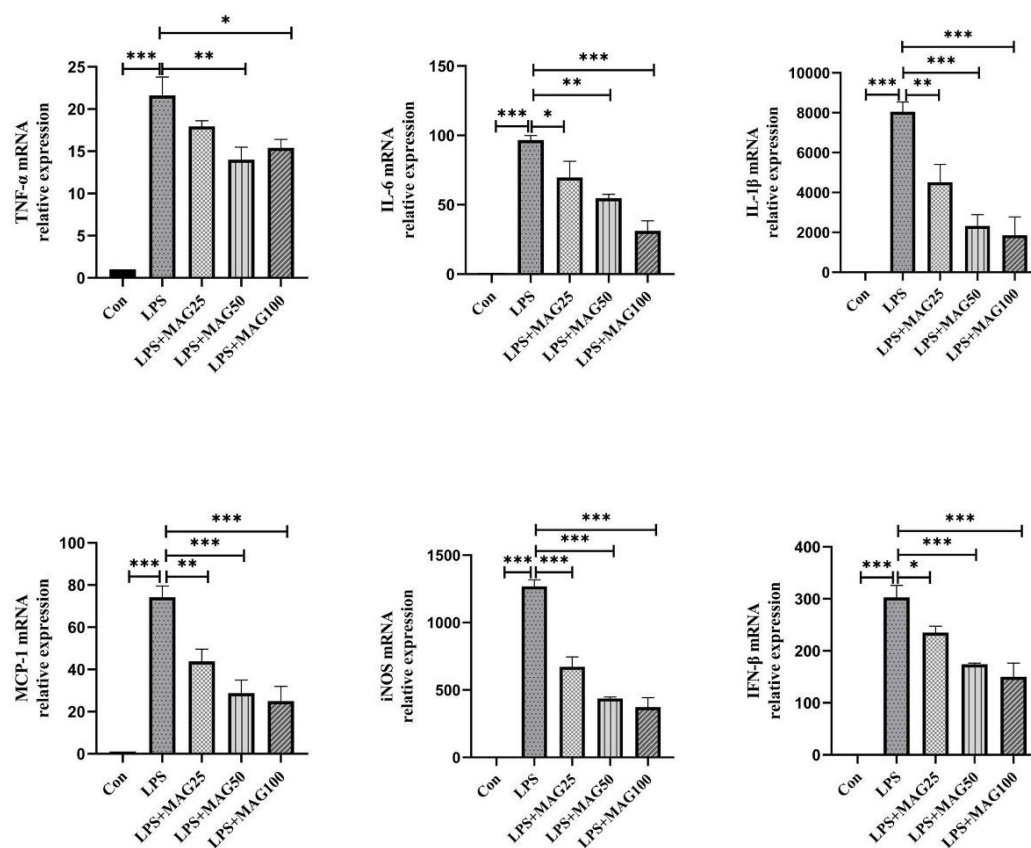 *
*** **
TNF-α mRNA
relative expression
25
20
15
10
5
0
Con
LPS
LPS+MAG25
LPS+MAG50
LPS+MAG100
***
**
*** *
IL-6 mRNA
relative expression
150
100
50
0
Con
LPS
LPS+MAG25
LPS+MAG50
LPS+MAG100
***
***
*** **
IL-1β mRNA
relative expression
10000
8000
6000
4000
2000
0
Con
LPS
LPS+MAG25
LPS+MAG50
LPS+MAG100
***
***
*** **
MCP-1 mRNA
relative expression
100
80
60
40
20
0
Con
LPS
LPS+MAG25
LPS+MAG50
LPS+MAG100
***
***
*** ***
iNOS mRNA
relative expression
1500
1000
500
0
Con
LPS
LPS+MAG25
LPS+MAG50
LPS+MAG100
***
***
*** *
IFN-β mRNA
relative expression
400
300
200
100
0
Con
LPS
LPS+MAG25
LPS+MAG50
LPS+MAG100